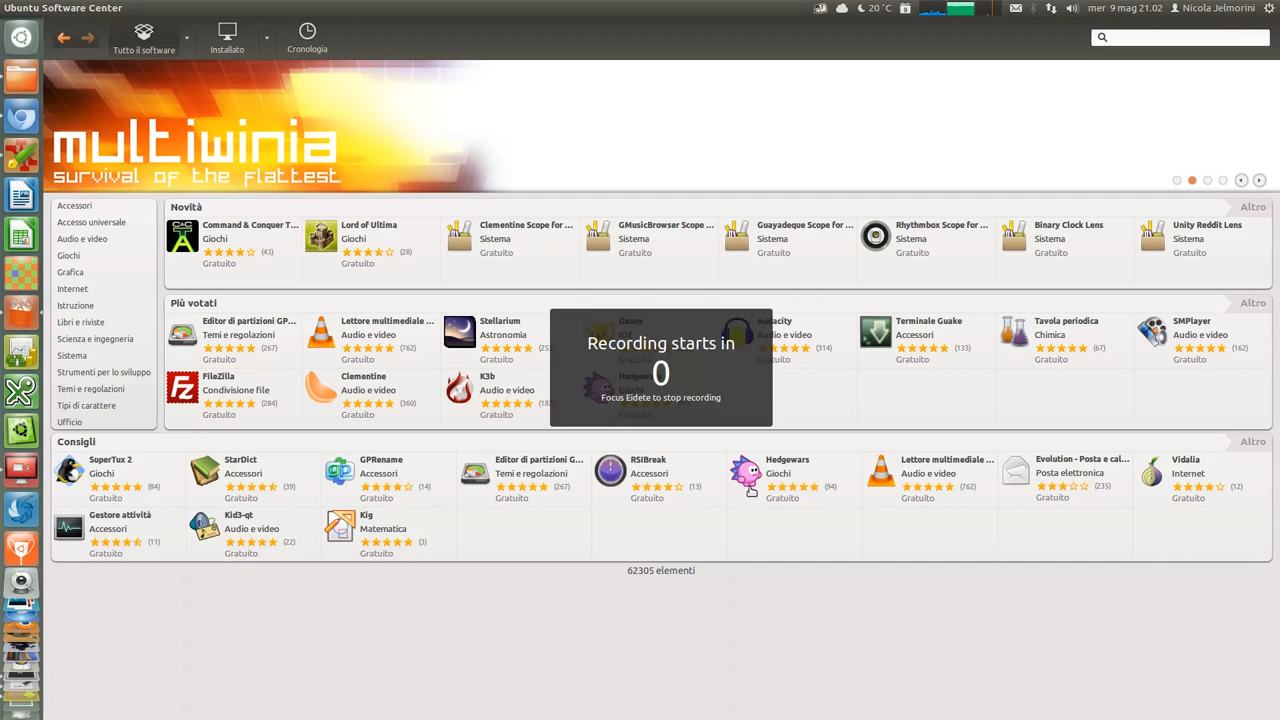 Ubuntu Software Center
20 °C
mer 9 mag 21.02
Nicola Jelmorini
Tutto il software
Installato
Cronologia
multiwinia
survival of the flattest
Accessori
Accesso universale
Audio e video
Giochi
Grafica
Internet
Istruzione
Libri e riviste
Scienza e ingegneria
Sistema
Strumenti per lo sviluppo
Temi e regolazioni
Tipi di carattere
Ufficio
Novità
Altro
Command & Conquer T...
Giochi
(43)
Gratuito
Lord of Ultima
Giochi
(28)
Gratuito
Clementine Scope for ...
Sistema
Gratuito
GMusicBrowser Scope ...
Sistema
Gratuito
Guayadeque Scope for ...
Sistema
Gratuito
Rhythmbox Scope for ...
Sistema
Gratuito
Binary Clock Lens
Sistema
Gratuito
Unity Reddit Lens
Sistema
Gratuito
Più votati
Altro
Editor di partizioni GP...
Temi e regolazioni
(267)
Gratuito
Lettore multimediale ...
Audio e video
(762)
Gratuito
Stellarium
Astronomia
Gratuito
Geany
Audacity
Audio e video
(314)
Gratuito
Terminale Guake
Accessori
(133)
Gratuito
Tavola periodica
Chimica
(67)
Gratuito
SMPlayer
Audio e video
(162)
Gratuito
FileZilla
Condivisione file
(284)
Gratuito
Clementine
Audio e video
(360)
Gratuito
K3b
Audio e video
Gratuito
Hedgewars
Giochi
Gratuito
Recording starts in
0
Focus Eidete to stop recording
Consigli
Altro
SuperTux 2
Giochi
(84)
Gratuito
StarDict
Accessori
(39)
Gratuito
GPRename
Accessori
(14)
Gratuito
Editor di partizioni G...
Temi e regolazioni
(267)
Gratuito
RSIBreak
Accessori
(13)
Gratuito
Hedgewars
Giochi
(94)
Gratuito
Lettore multimediale ...
Audio e video
(762)
Gratuito
Evolution - Posta e cal...
Posta elettronica
(235)
Gratuito
Vidalia
Internet
(12)
Gratuito
Gestore attività
Accessori
(11)
Gratuito
Kid3-qt
Audio e video
(22)
Gratuito
Kig
Matematica
(3)
Gratuito
62305 elementi